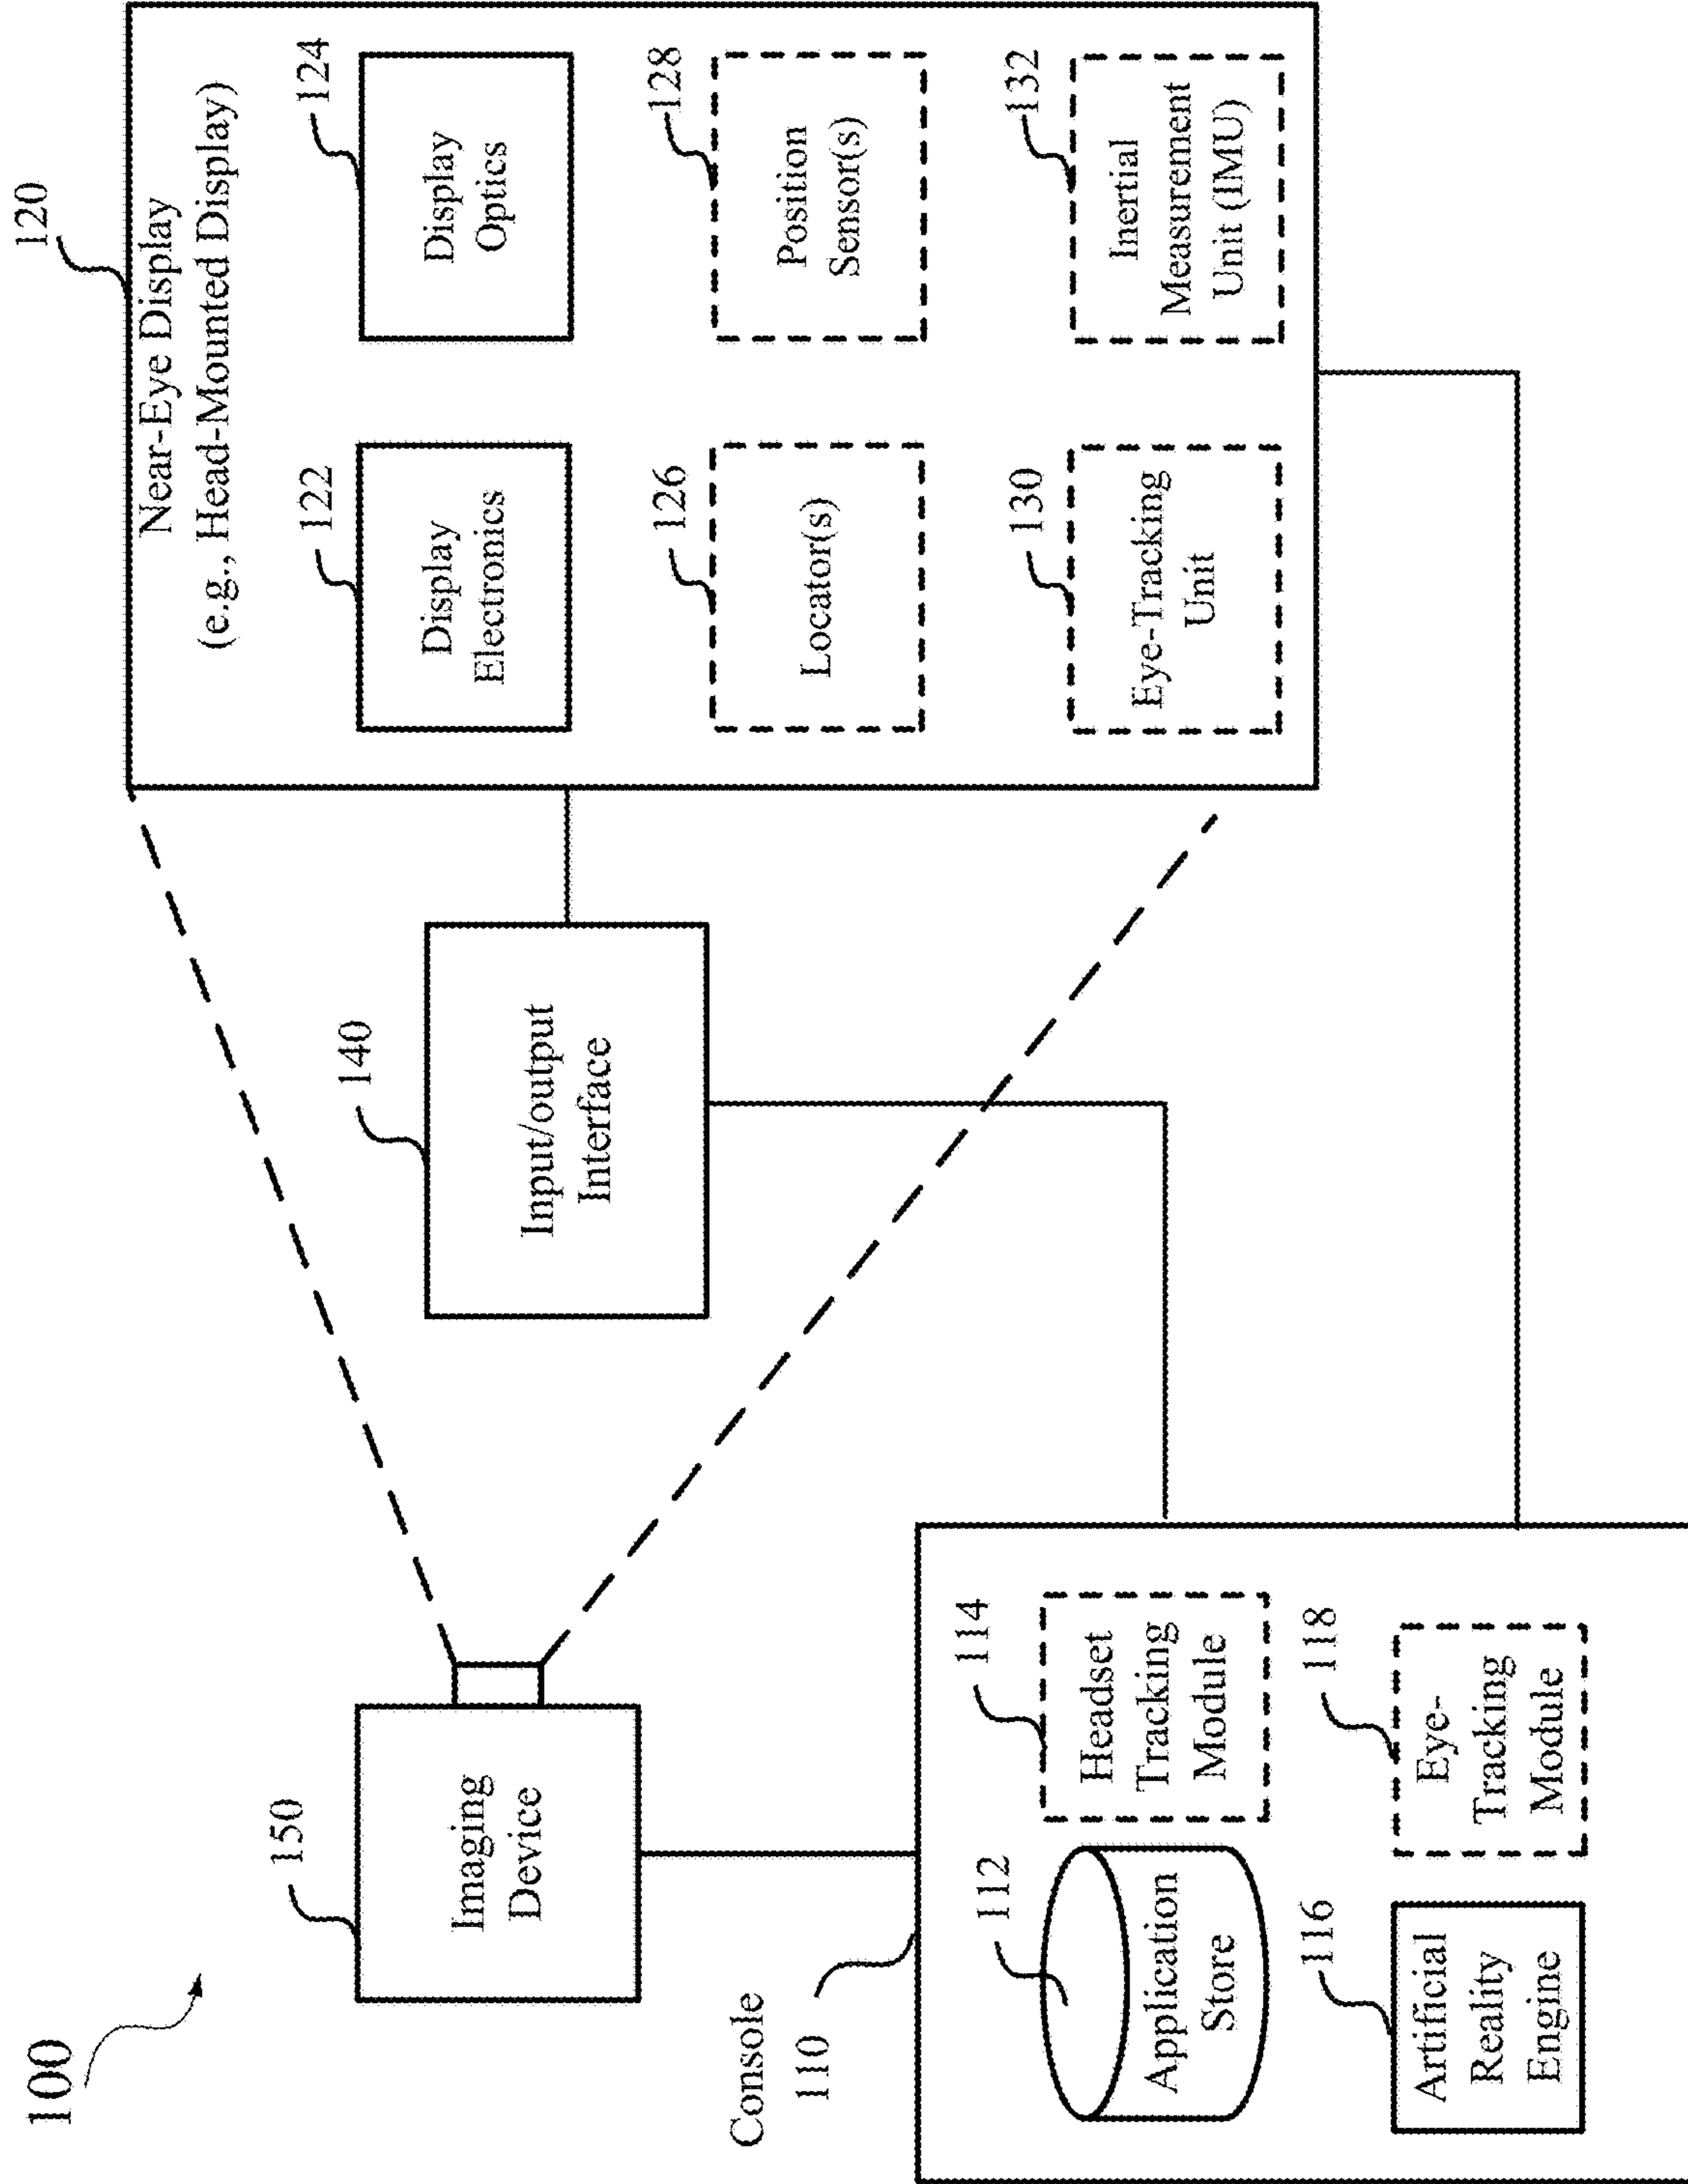 100
150
Imaging
Device
140
Input/output
Interface
120
Near-Eye Display
(e.g., Head-Mounted Display)
122
Display
Electronics
124
Display
Optics
126
Locator(s)
128
Position
Sensor(s)
130
Eye-Tracking
Unit
132
Inertial
Measurement
Unit (IMU)
Console
110
112
Application
Store
114
Headset
Tracking
Module
116
Artificial
Reality
Engine
118
Eye-
Tracking
Module